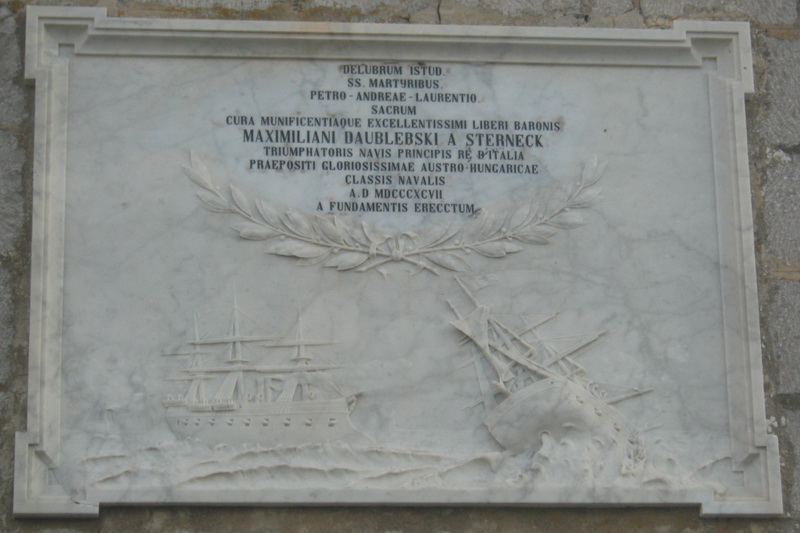 DELUBRUM ISTUD.
SS. MARTYRIBUS.
PETRO-ANDREAE-LAURENTIO.
SACRUM
CURA MUNIFICENTIAQUE EXCELLENTISSIMI LIBERI BARONIS
MAXIMILIANI DAUBLEBSKI A STERNECK
TRIUMPHATORIS NAVIS PRINCIPIS RE D'ITALIA
PRAEPOSITI GLORIOSISSIMAE AUSTRO-HUNGARICAE
CLASSIS NAVALIS
A.D MDCCCXCVII
A FUNDAMENTIS ERECCTUM